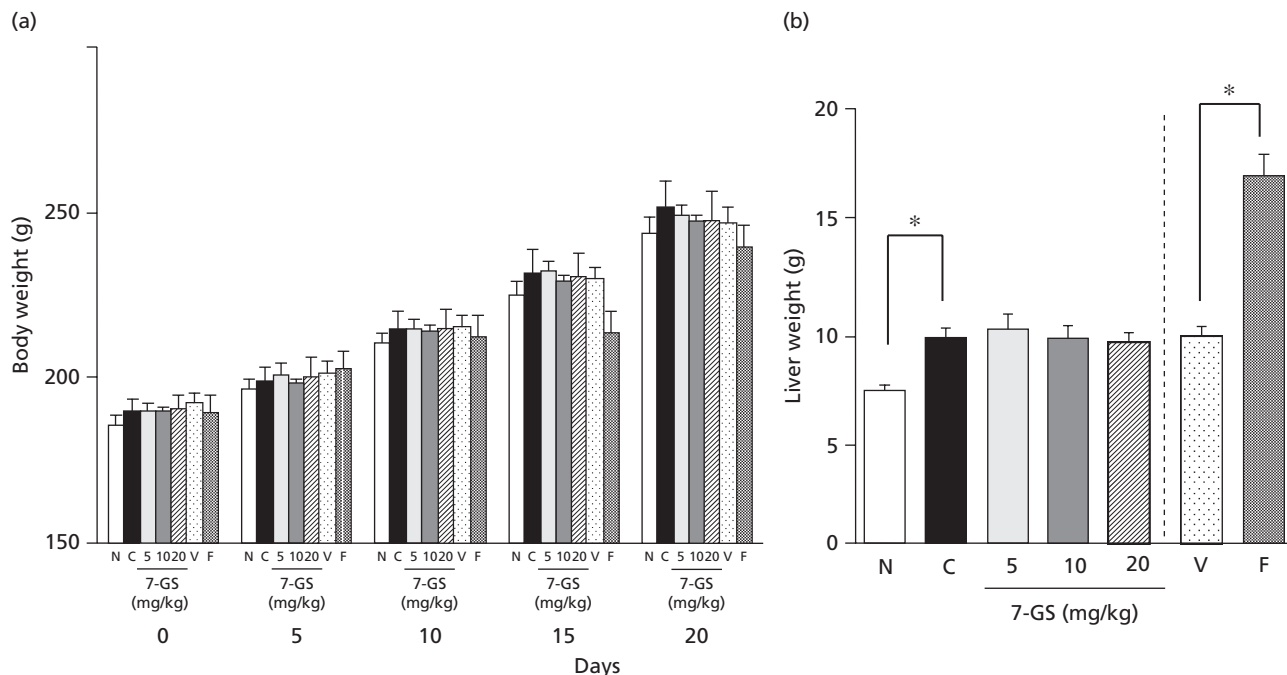 (a)
Body weight (g)
250
200
150
N C 5 10 20 V F
N C 5 10 20 V F
N C 5 10 20 V F
N C 5 10 20 V F
N C 5 10 20 V F
7-GS
(mg/kg)
7-GS
(mg/kg)
7-GS
(mg/kg)
7-GS
(mg/kg)
7-GS
(mg/kg)
0 5 10 15 20
Days
(b)
Liver weight (g)
20
15
10
5
0
*
*
N C 5 10 20 V F
7-GS (mg/kg)